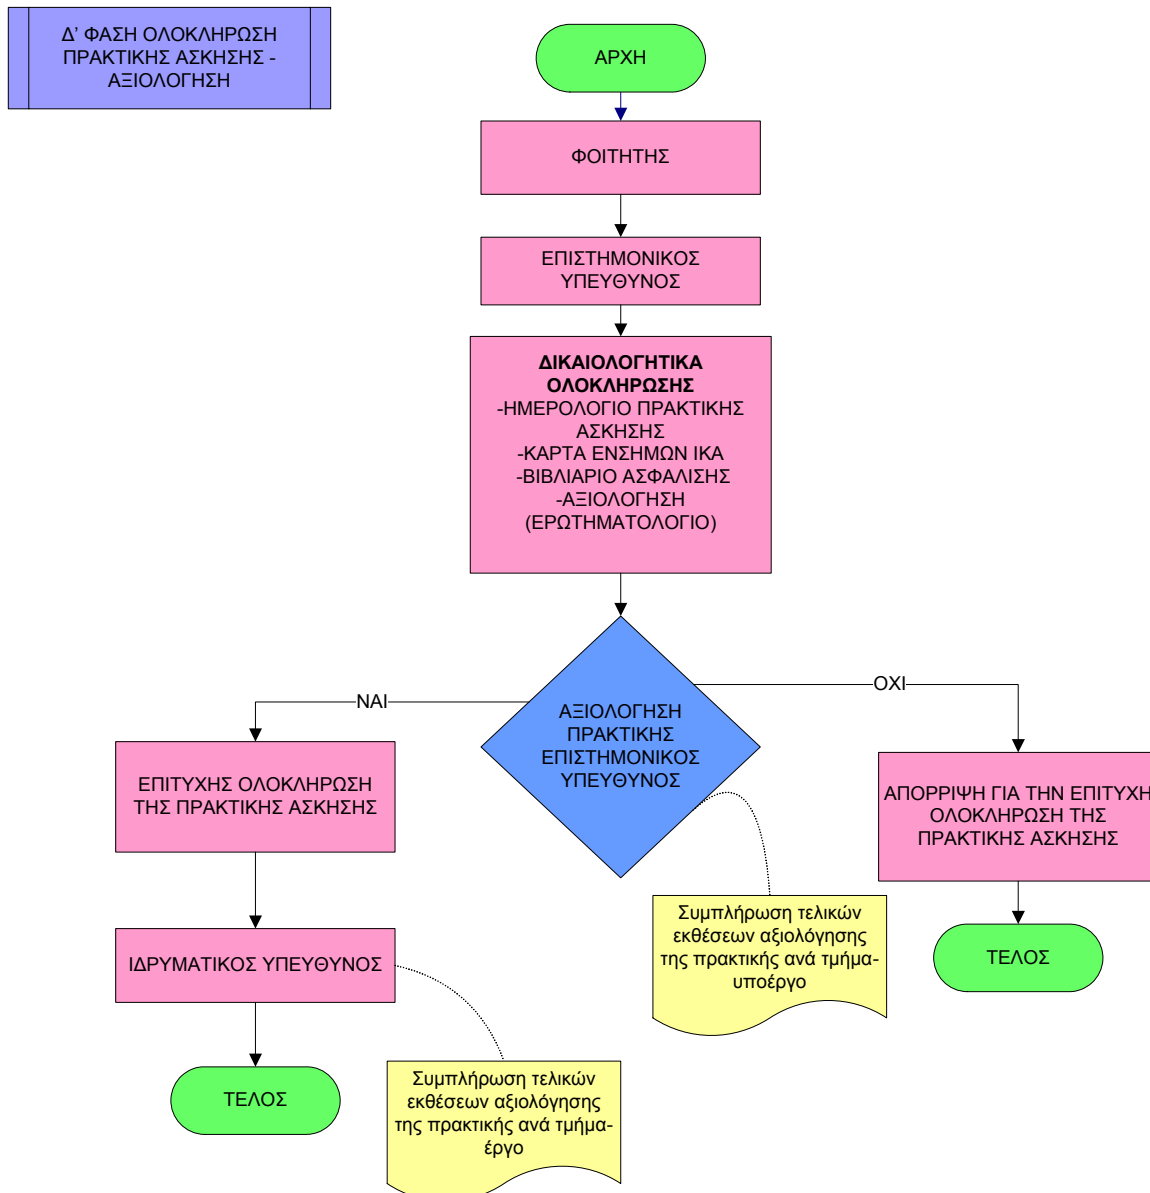 Δ' ΦΑΣΗ ΟΛΟΚΛΗΡΩΣΗ
ΠΡΑΚΤΙΚΗΣ ΑΣΚΗΣΗΣ -
ΑΞΙΟΛΟΓΗΣΗ
ΑΡΧΗ
ΦΟΙΤΗΤΗΣ
ΕΠΙΣΤΗΜΟΝΙΚΟΣ
ΥΠΕΥΘΥΝΟΣ
ΔΙΚΑΙΟΛΟΓΗΤΙΚΑ
ΟΛΟΚΛΗΡΩΣΗΣ
-ΗΜΕΡΟΛΟΓΙΟ ΠΡΑΚΤΙΚΗΣ
ΑΣΚΗΣΗΣ
-ΚΑΡΤΑ ΕΝΣΗΜΩΝ ΙΚΑ
-ΒΙΒΛΙΑΡΙΟ ΑΣΦΑΛΙΣΗΣ
-ΑΞΙΟΛΟΓΗΣΗ
(ΕΡΩΤΗΜΑΤΟΛΟΓΙΟ)
ΝΑΙ
ΟΧΙ
ΑΞΙΟΛΟΓΗΣΗ
ΠΡΑΚΤΙΚΗΣ
ΕΠΙΣΤΗΜΟΝΙΚΟΣ
ΥΠΕΥΘΥΝΟΣ
ΕΠΙΤΥΧΗΣ ΟΛΟΚΛΗΡΩΣΗ
ΤΗΣ ΠΡΑΚΤΙΚΗΣ ΑΣΚΗΣΗΣ
ΑΠΟΡΡΙΨΗ ΓΙΑ ΤΗΝ ΕΠΙΤΥΧΗ
ΟΛΟΚΛΗΡΩΣΗ ΤΗΣ
ΠΡΑΚΤΙΚΗΣ ΑΣΚΗΣΗΣ
Συμπλήρωση τελικών
εκθέσεων αξιολόγησης
της πρακτικής ανά τμήμα-
υποέργο
ΤΕΛΟΣ
ΙΔΡΥΜΑΤΙΚΟΣ ΥΠΕΥΘΥΝΟΣ
ΤΕΛΟΣ
Συμπλήρωση τελικών
εκθέσεων αξιολόγησης
της πρακτικής ανά τμήμα-
έργο